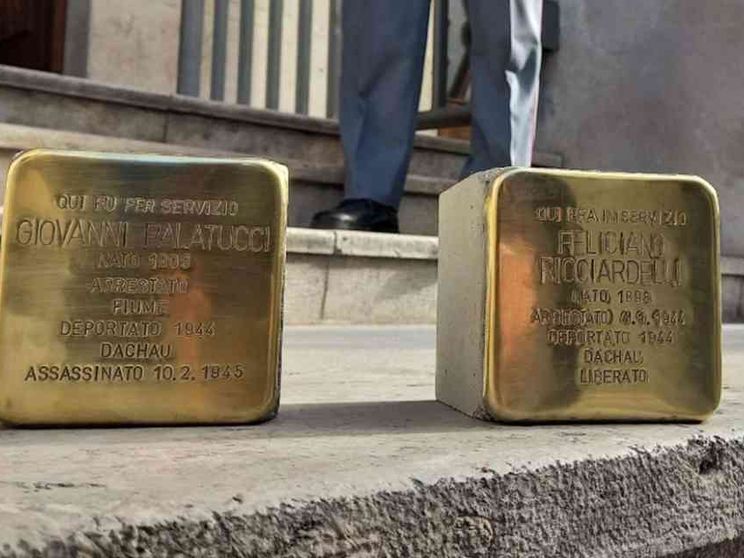 QUI FU PER SERVIZIO
GIOVANNI PALATUCCI
NATO 1909
ARRESTATO
FIUME
DEPORTATO 1944
DACHAU
ASSASSINATO 10.2.1945
QUI ERA IN SERVIZIO
FELICIANO
RICCIARDELLI
NATO 1898
ARRESTATO 1944
DEPORTATO 1944
DACHAU
LIBERATO